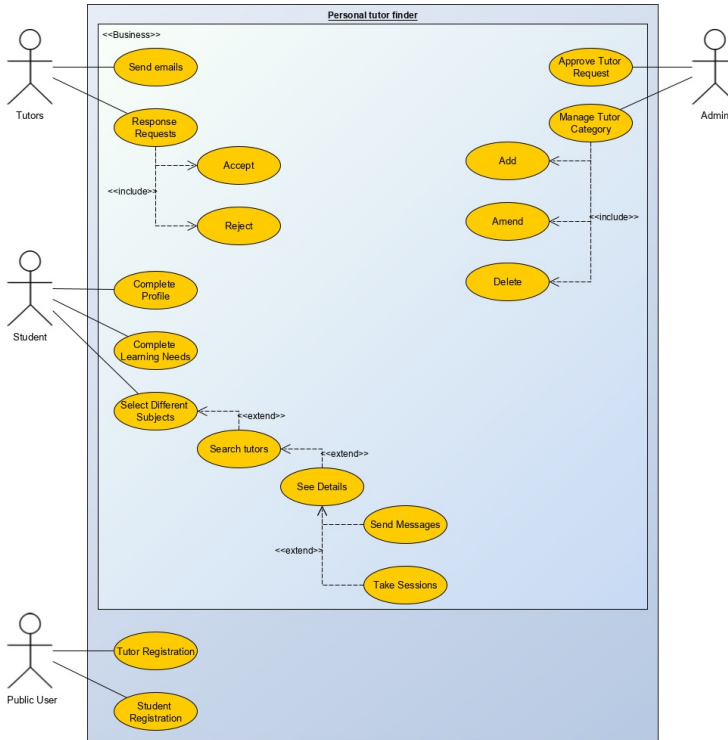 Personal tutor finder
<<Business>>
Send emails
Tutors
Response
Requests
Accept
<<include>>
Reject
Approve Tutor
Request
Admin
Manage Tutor
Category
Add
Amend
<<include>>
Delete
Complete
Profile
Student
Complete
Learning Needs
Select Different
Subjects
<<extend>>
Search tutors
<<extend>>
See Details
Send Messages
<<extend>>
Take Sessions
Tutor Registration
Public User
Student
Registration